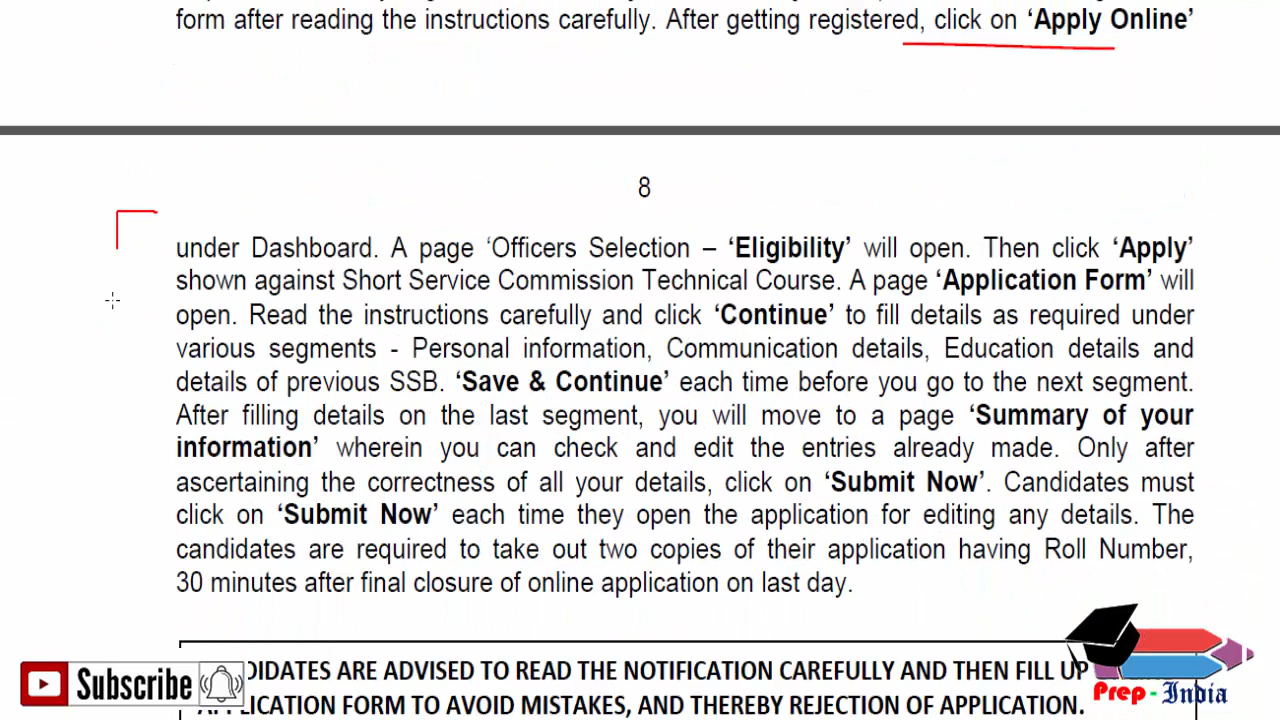 form after reading the instructions carefully. After getting registered, click on ‘Apply Online’
8
under Dashboard. A page ‘Officers Selection – ‘Eligibility’ will open. Then click ‘Apply’
shown against Short Service Commission Technical Course. A page ‘Application Form’ will
open. Read the instructions carefully and click ‘Continue’ to fill details as required under
various segments - Personal information, Communication details, Education details and
details of previous SSB. ‘Save & Continue’ each time before you go to the next segment.
After filling details on the last segment, you will move to a page ‘Summary of your
information’ wherein you can check and edit the entries already made. Only after
ascertaining the correctness of all your details, click on ‘Submit Now’. Candidates must
click on ‘Submit Now’ each time they open the application for editing any details. The
candidates are required to take out two copies of their application having Roll Number,
30 minutes after final closure of online application on last day.
DIDATES ARE ADVISED TO READ THE NOTIFICATION CAREFULLY AND THEN FILL UP
APPLICATION FORM TO AVOID MISTAKES, AND THEREBY REJECTION OF APPLICATION.
Subscribe
Prep - India